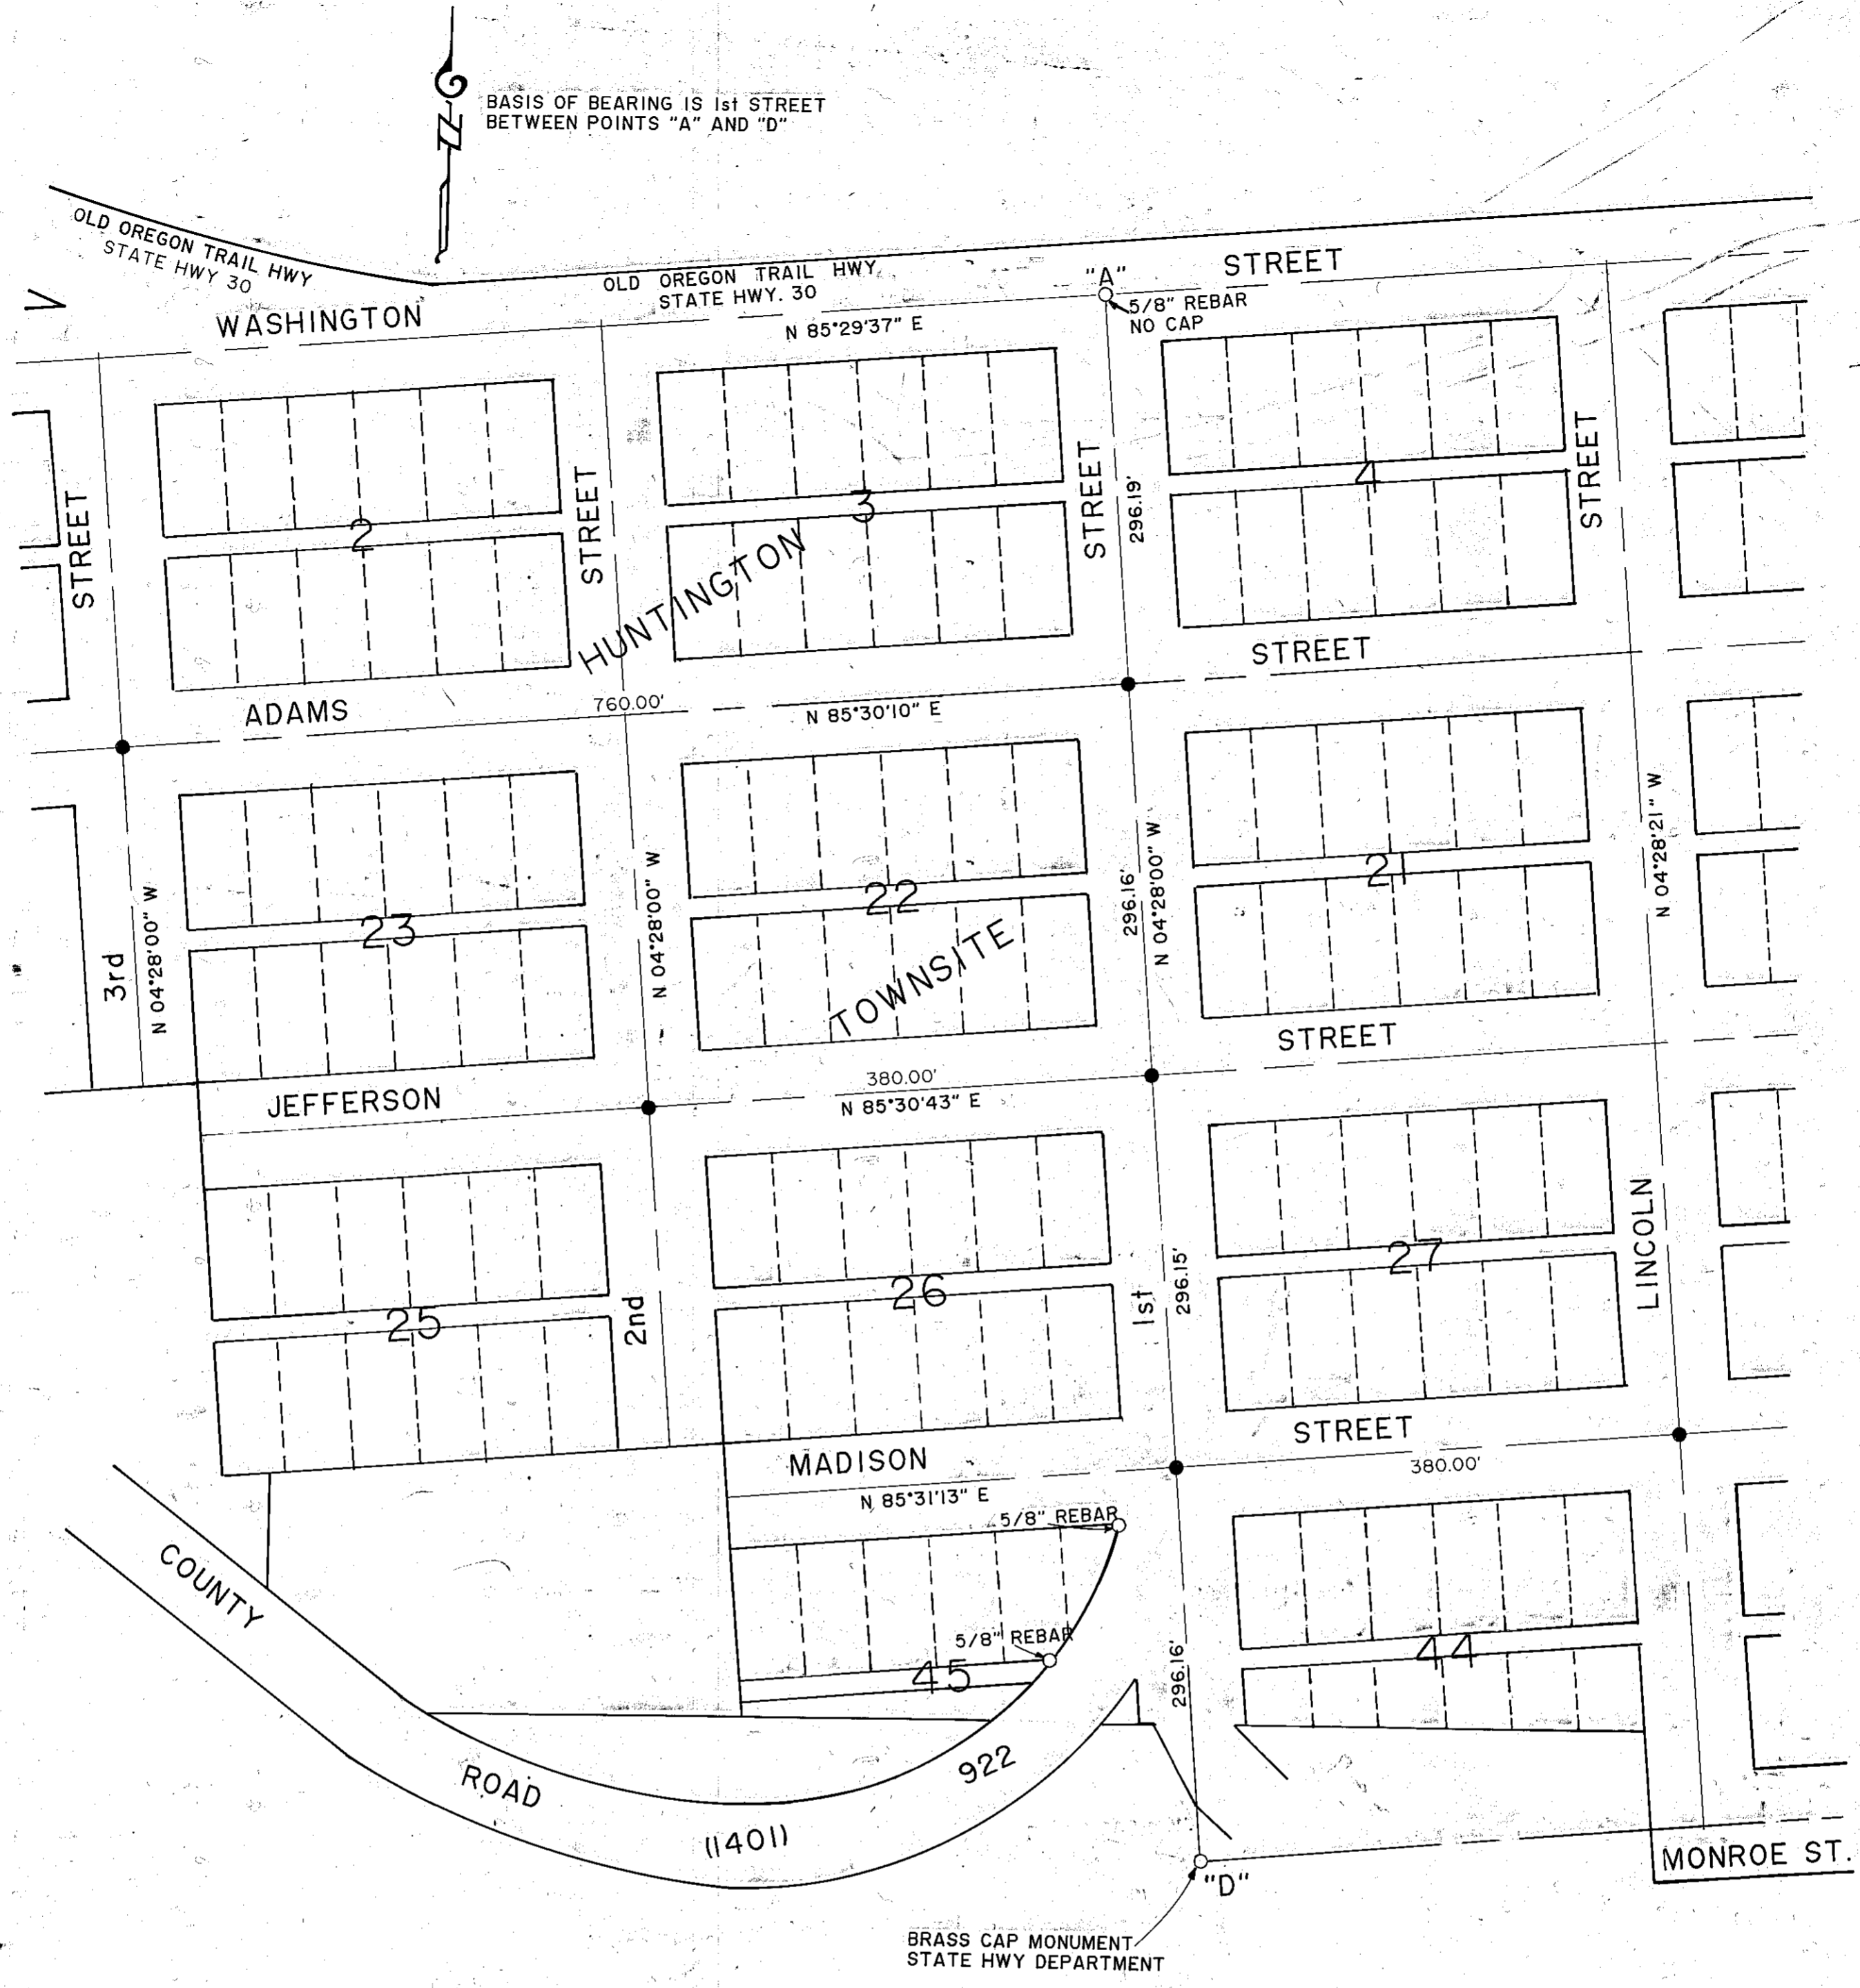 BASIS OF BEARING IS 1st STREET
BETWEEN POINTS "A" AND "D"
N
OLD OREGON TRAIL HWY
STATE HWY 30
OLD OREGON TRAIL HWY.
STATE HWY. 30
"A"
STREET
5/8" REBAR
NO CAP
WASHINGTON
N 85°29'37" E
STREET
STREET
STREET
STREET
296.19'
2
3
4
HUNTINGTON
STREET
ADAMS
760.00'
N 85°30'10" E
3rd
N 04°28'00" W
N 04°28'00" W
296.16'
N 04°28'00" W
N 04°28'21" W
23
22
21
TOWNSITE
STREET
JEFFERSON
380.00'
N 85°30'43" E
25
2nd
26
1st
296.15'
27
LINCOLN
STREET
MADISON
380.00'
N 85°31'13" E
5/8" REBAR
COUNTY
5/8" REBAR
45
296.16'
44
ROAD
922
(1401)
MONROE ST.
"D"
BRASS CAP MONUMENT
STATE HWY DEPARTMENT